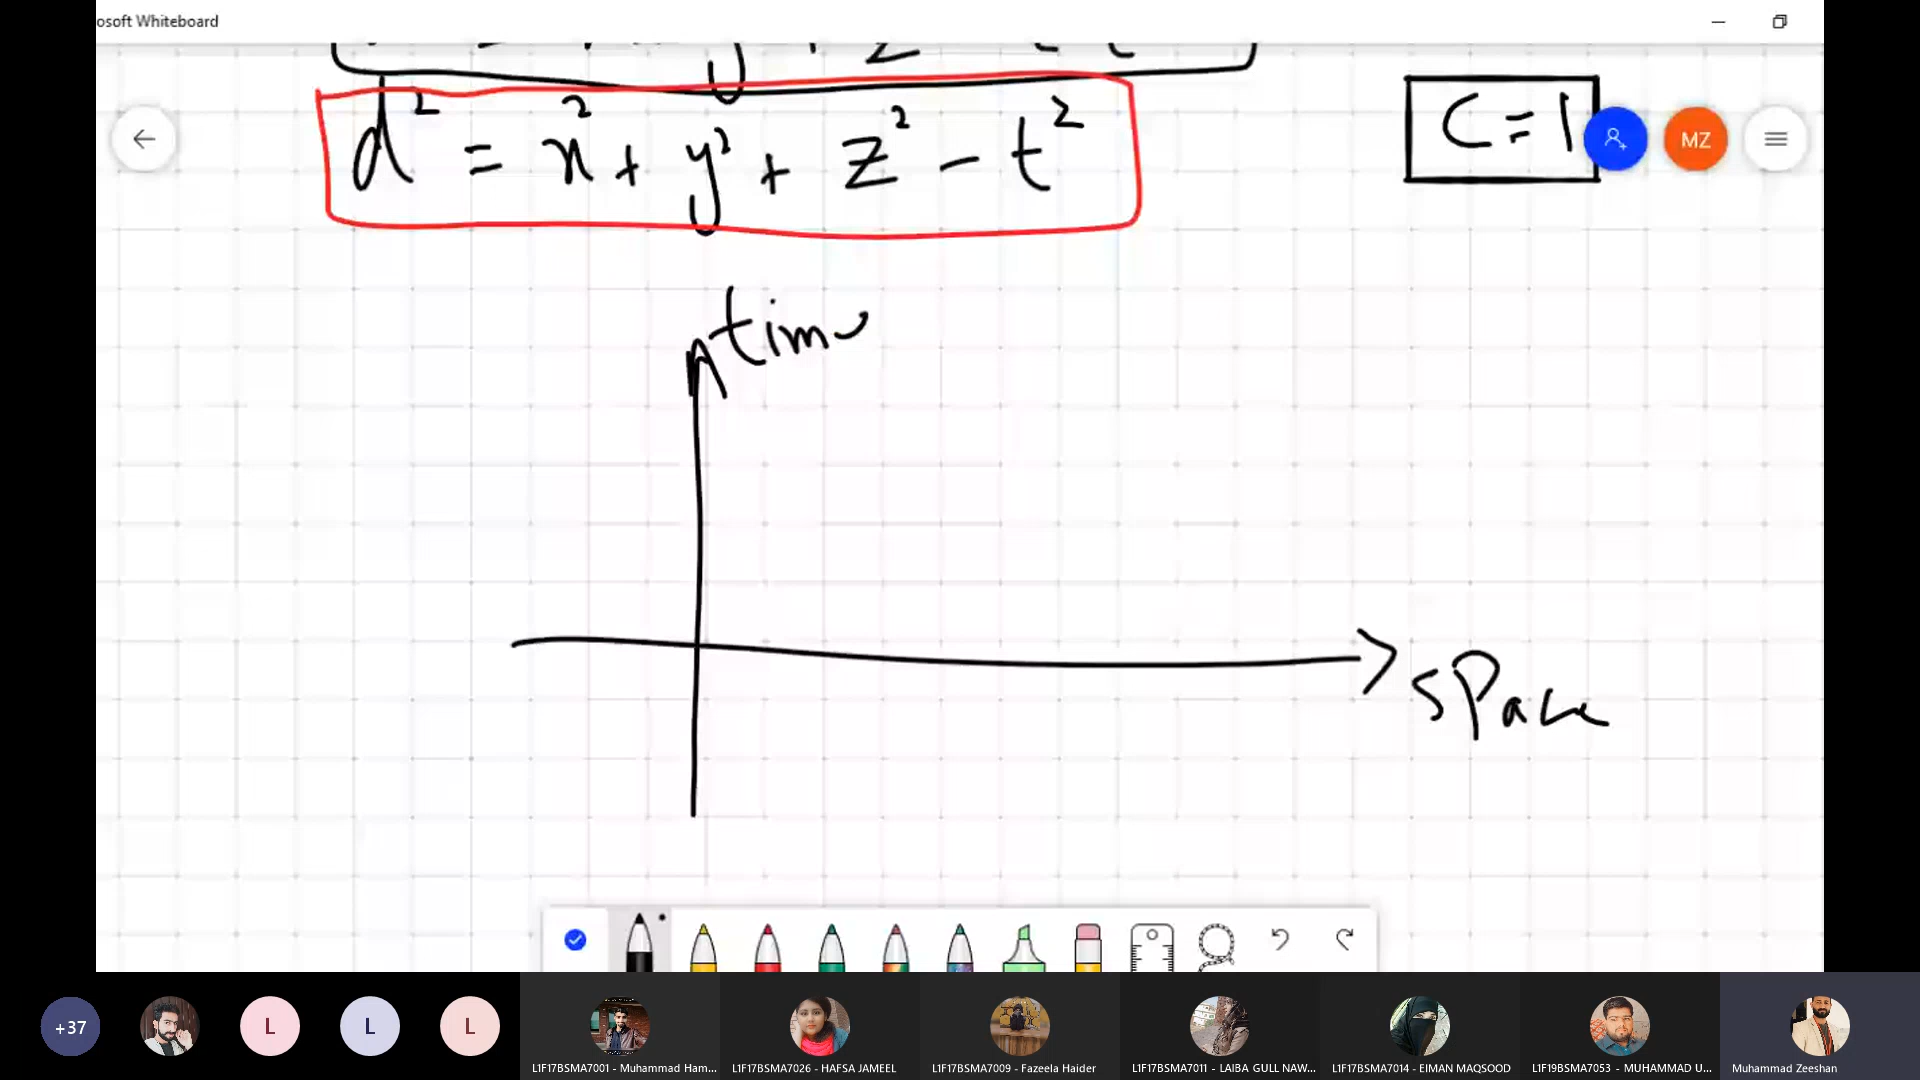 osoft Whiteboard
d² = x² + y² + z² - t²
C = 1
MZ
time
space
+37
L
L
L
L1F17BSMA7001 - Muhammad Ham...
L1F17BSMA7026 - HAFSA JAMEEL
L1F17BSMA7009 - Fazeela Haider
L1F17BSMA7011 - LAIBA GULL NAW...
L1F17BSMA7014 - EIMAN MAQSOOD
L1F19BSMA7053 - MUHAMMAD U...
Muhammad Zeeshan